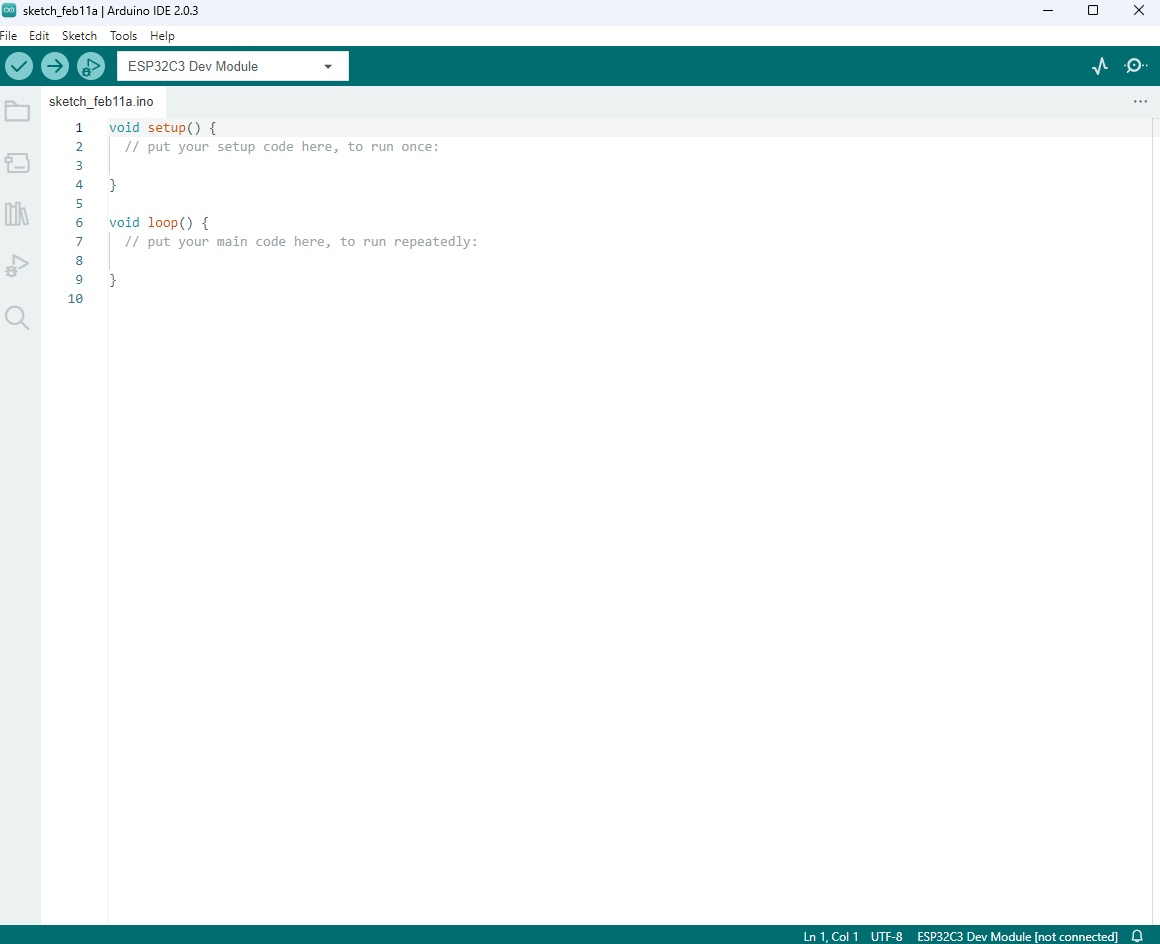 sketch_feb11a | Arduino IDE 2.0.3
File Edit Sketch Tools Help
ESP32C3 Dev Module
sketch_feb11a.ino
1 void setup() {
2 // put your setup code here, to run once:
3
4 }
5
6 void loop() {
7 // put your main code here, to run repeatedly:
8
9 }
10
Ln 1, Col 1 UTF-8 ESP32C3 Dev Module [not connected]